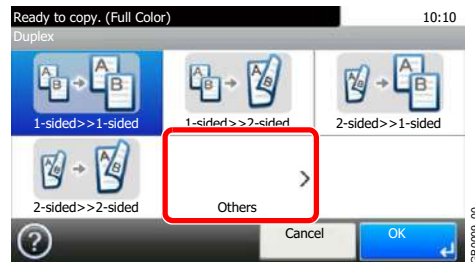 Ready to copy. (Full Color) 10:10
Duplex
1-sided>>1-sided 1-sided>>2-sided 2-sided>>1-sided
2-sided>>2-sided Others
? Cancel OK